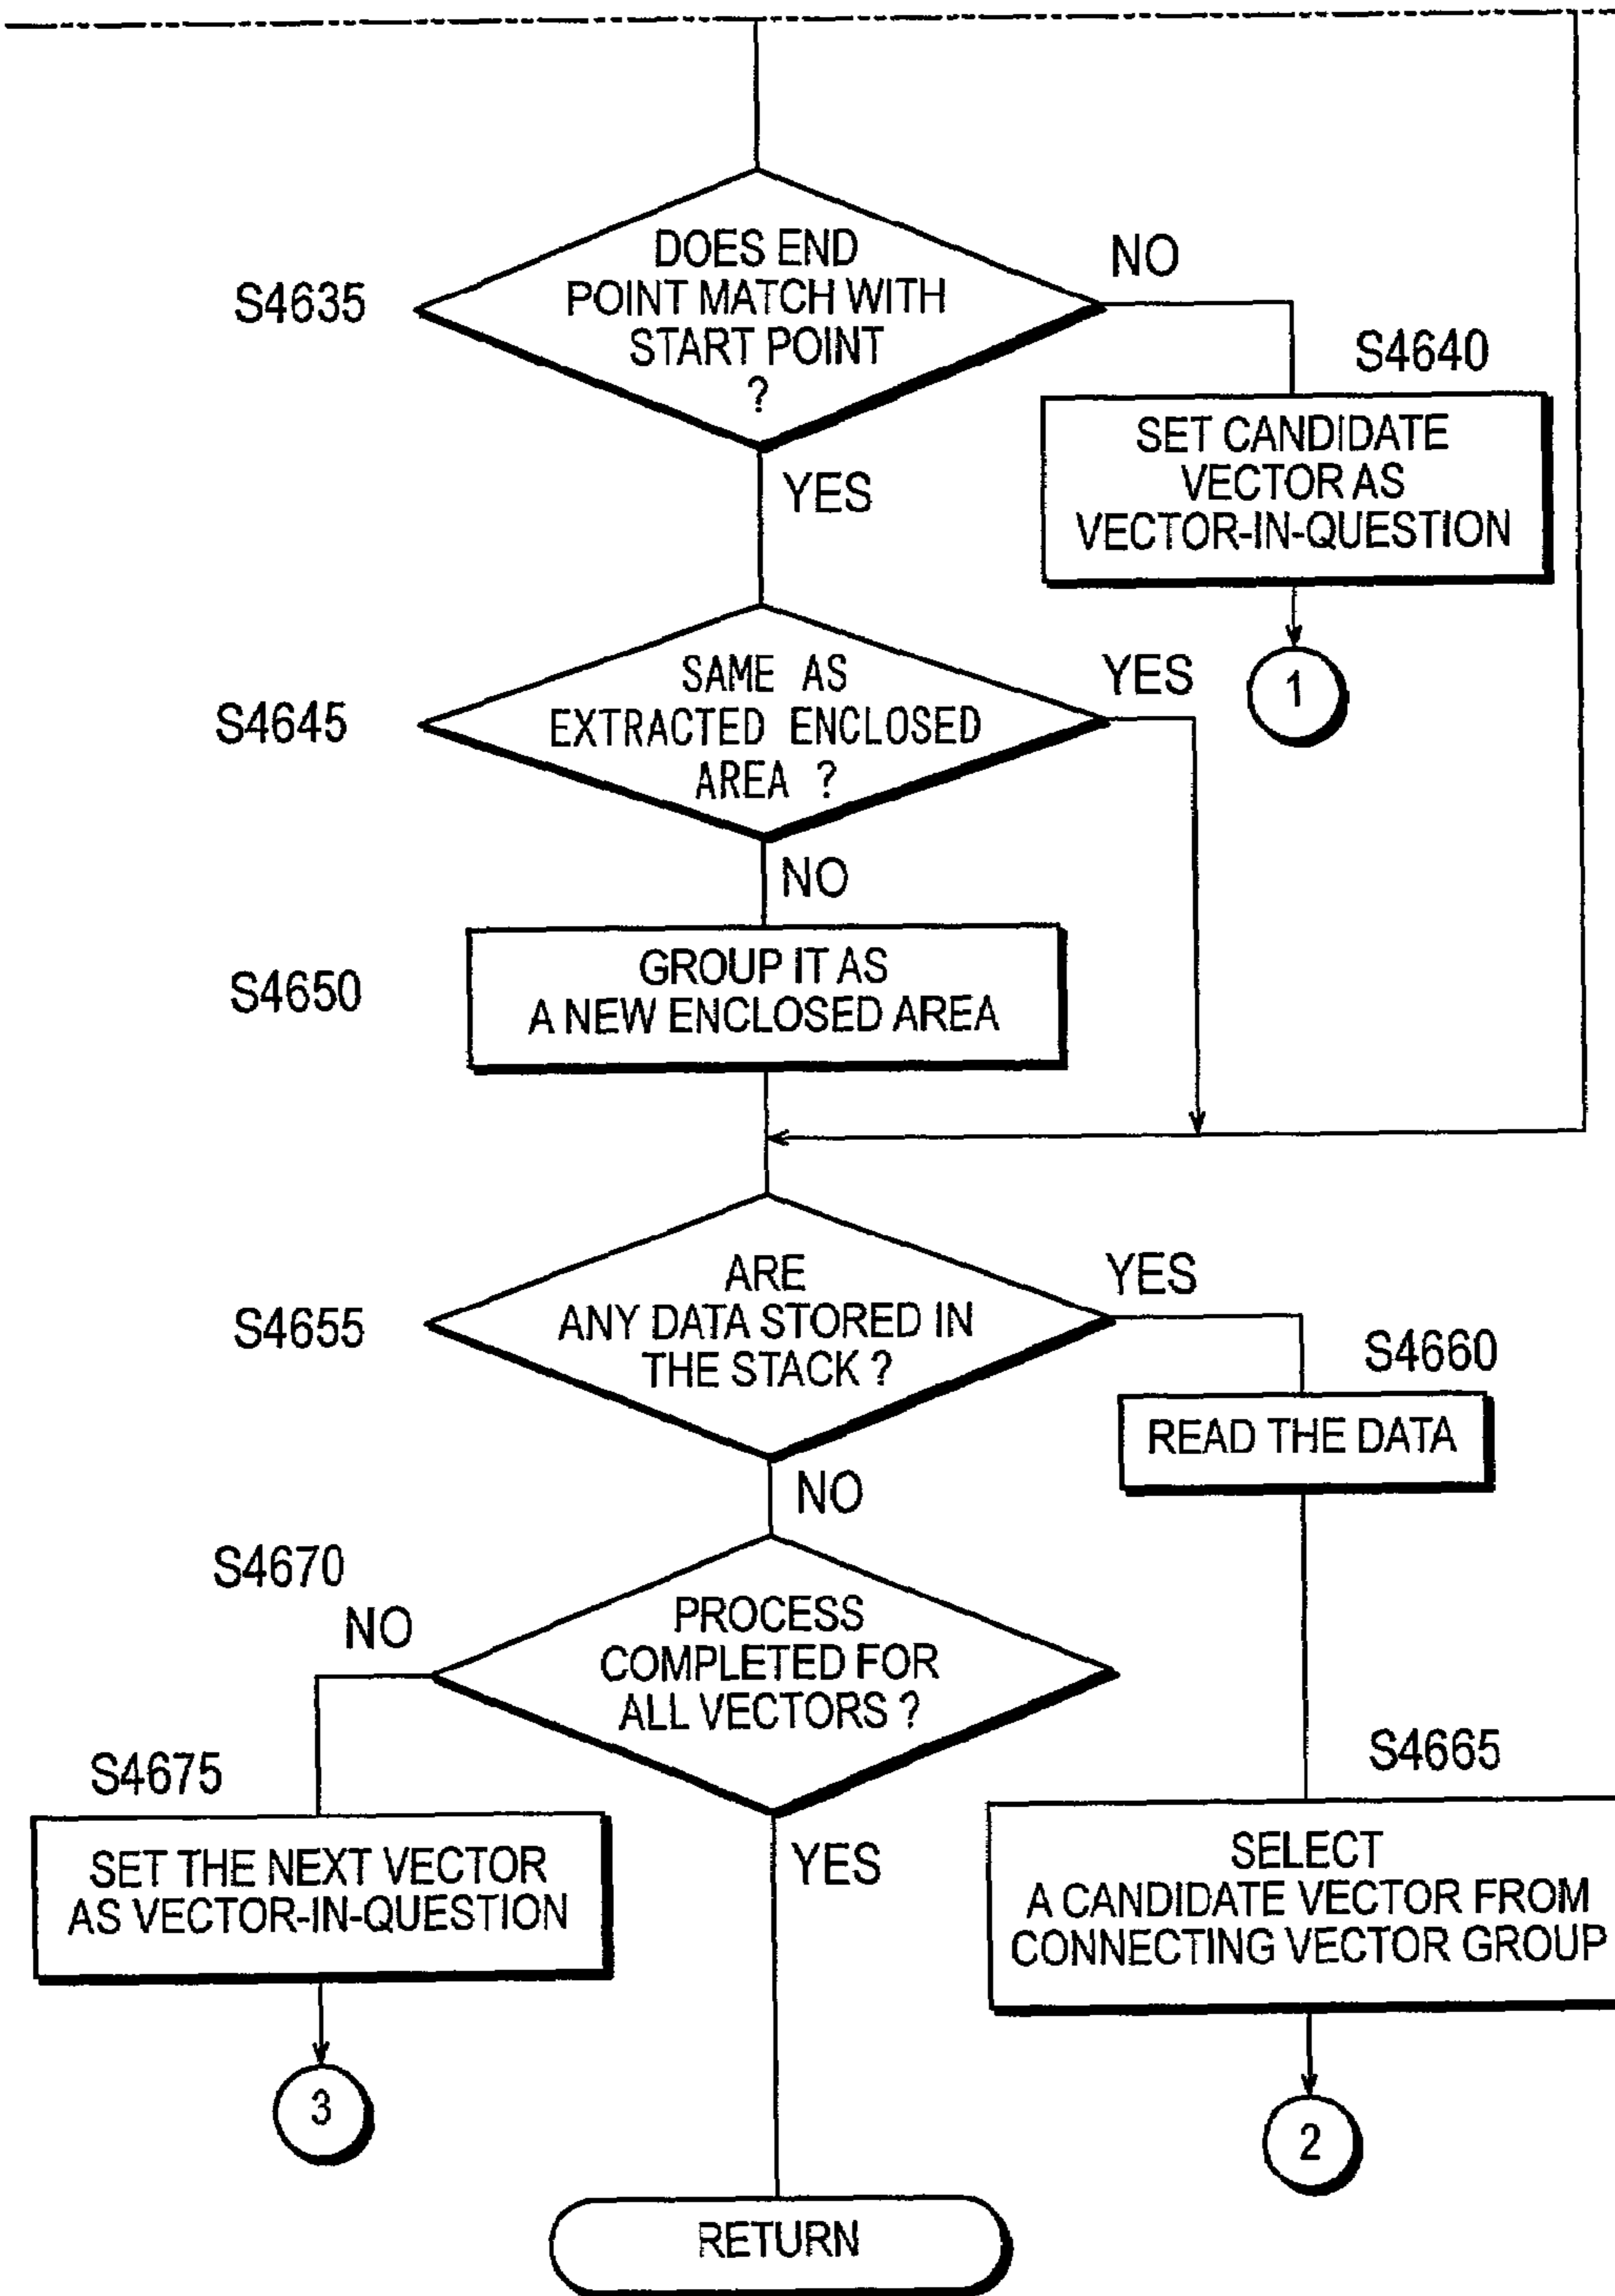 DOES END
POINT MATCH WITH
START POINT
?
S4635
NO
S4640
SET CANDIDATE
VECTOR AS
VECTOR-IN-QUESTION
1
YES
SAME AS
EXTRACTED ENCLOSED
AREA ?
S4645
YES
NO
S4650
GROUP IT AS
A NEW ENCLOSED AREA
ARE
ANY DATA STORED IN
THE STACK ?
S4655
YES
S4660
READ THE DATA
NO
S4670
PROCESS
COMPLETED FOR
ALL VECTORS ?
NO
S4675
SET THE NEXT VECTOR
AS VECTOR-IN-QUESTION
3
YES
S4665
SELECT
A CANDIDATE VECTOR FROM
CONNECTING VECTOR GROUP
2
RETURN